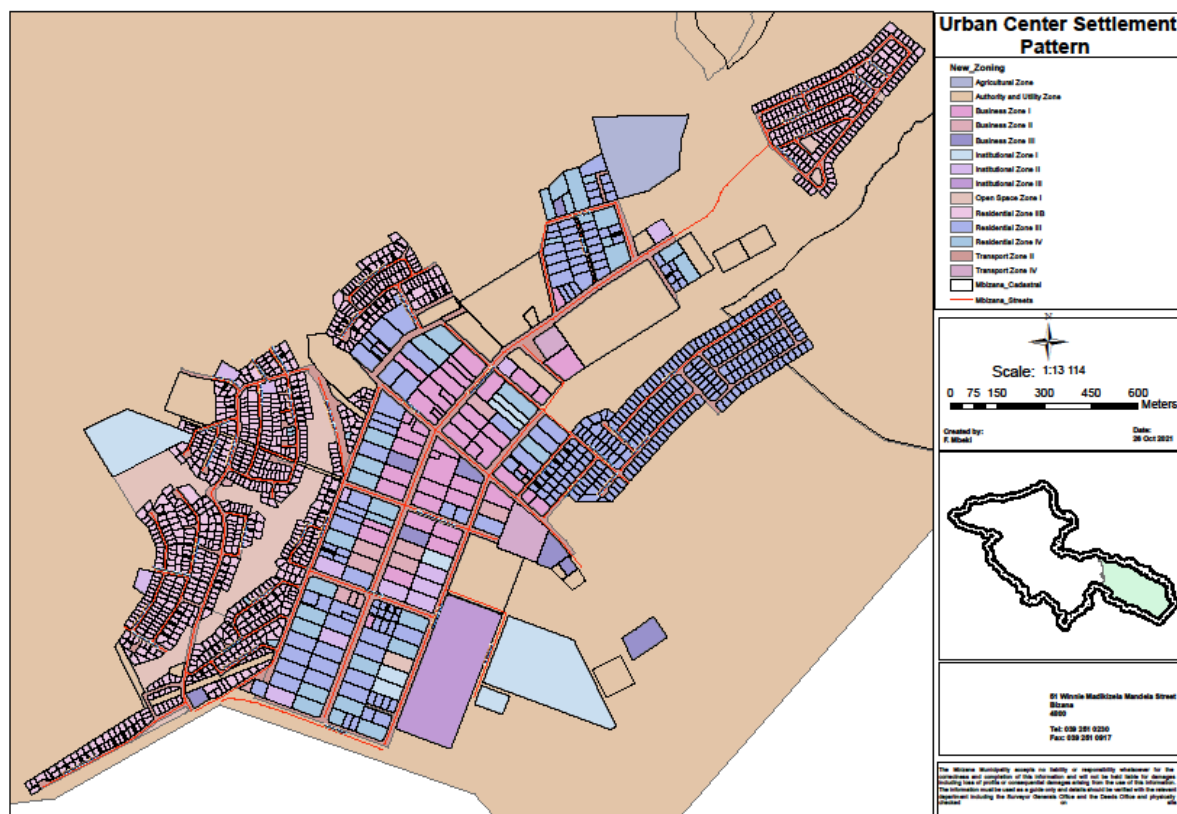 Urban Center Settlement
Pattern
New_Zoning
Agricultural Zone
Authority and Utility Zone
Business Zone I
Business Zone II
Business Zone III
Institutional Zone I
Institutional Zone II
Institutional Zone III
Open Space Zone I
Residential Zone IIB
Residential Zone III
Residential Zone IV
Transport Zone II
Transport Zone IV
Mbizana_Cadastral
Mbizana_Streets
N
Scale: 1:13 114
0 75 150 300 450 600
Meters
Created by: Date:
F. Mbeki 26 Oct 2021
51 Winnie Madikizela Mandela Street
Bizana
4800
Tel: 039 251 0230
Fax: 039 251 0917
The Mbizana Municipality accepts no liability or responsibility whatsoever for the
correctness and completion of this information and will not be held liable for damages
including loss of profits or consequential damages arising from the use of this information.
The information must be used as a guide only and details should be verified with the relevant
department including the Surveyor Generals Office and the Deeds Office and physically
checked on site